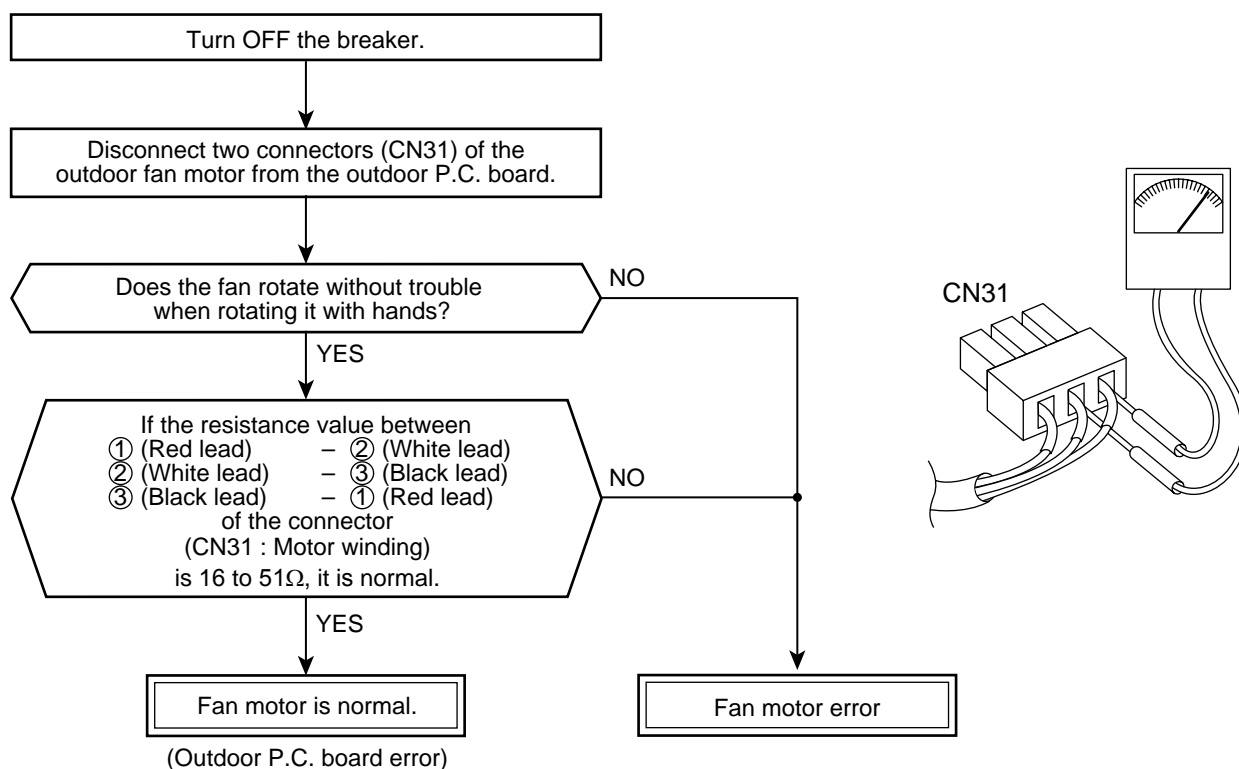 Turn OFF the breaker.
Disconnect two connectors (CN31) of the
outdoor fan motor from the outdoor P.C. board.
Does the fan rotate without trouble
when rotating it with hands?
NO
YES
If the resistance value between
① (Red lead) – ② (White lead)
② (White lead) – ③ (Black lead)
③ (Black lead) – ① (Red lead)
of the connector
(CN31 : Motor winding)
is 16 to 51Ω, it is normal.
NO
YES
Fan motor is normal.
(Outdoor P.C. board error)
Fan motor error
CN31